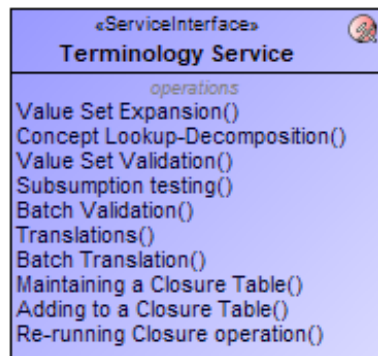 «ServiceInterface»
Terminology Service
operations
Value Set Expansion()
Concept Lookup-Decomposition()
Value Set Validation()
Subsumption testing()
Batch Validation()
Translations()
Batch Translation()
Maintaining a Closure Table()
Adding to a Closure Table()
Re-running Closure operation()